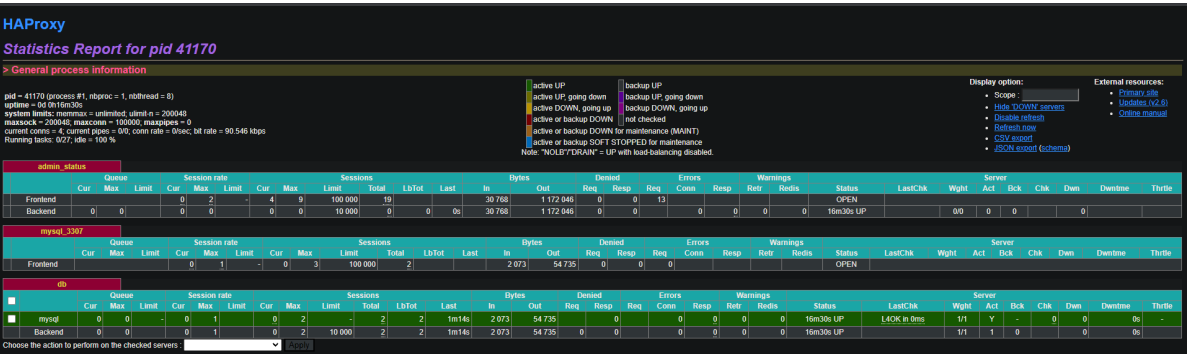 HAProxy
Statistics Report for pid 41170
> General process information
pid = 41170 (process #1, nbproc = 1, nbthread = 8)
uptime = 0d 0h16m30s
system limits: memmax = unlimited; ulimit-n = 200048
maxsock = 200048; maxconn = 100000; maxpipes = 0
current conns = 4; current pipes = 0/0; conn rate = 0/sec; bit rate = 90.546 kbps
Running tasks: 0/27; idle = 100 %
active UP backup UP
active UP, going down backup UP, going down
active DOWN, going up backup DOWN, going up
active or backup DOWN not checked
active or backup DOWN for maintenance (MAINT)
active or backup SOFT STOPPED for maintenance
Note: "NOLB"/"DRAIN" = UP with load-balancing disabled.
Display option:
• Scope :
• Hide 'DOWN' servers
• Disable refresh
• Refresh now
• CSV export
• JSON export (schema)
External resources:
• Primary site
• Updates (v2.6)
• Online manual
admin_status
Queue Session rate Sessions Bytes Denied Errors Warnings Server
Cur Max Limit Cur Max Limit Cur Max Limit Total LbTot Last In Out Req Resp Req Conn Resp Retr Redis Status LastChk Wght Act Bck Chk Dwn Dwntme Thrtle
Frontend 0 2 - 4 9 100 000 19 30 768 1 172 046 0 0 13 OPEN
Backend 0 0 0 0 0 0 10 000 0 0 0s 30 768 1 172 046 0 0 0 0 0 0 16m30s UP 0/0 0 0 0
mysql_3307
Queue Session rate Sessions Bytes Denied Errors Warnings Server
Cur Max Limit Cur Max Limit Cur Max Limit Total LbTot Last In Out Req Resp Req Conn Resp Retr Redis Status LastChk Wght Act Bck Chk Dwn Dwntme Thrtle
Frontend 0 1 - 0 3 100 000 2 2 073 54 735 0 0 0 OPEN
db
Queue Session rate Sessions Bytes Denied Errors Warnings Server
Cur Max Limit Cur Max Limit Cur Max Limit Total LbTot Last In Out Req Resp Req Conn Resp Retr Redis Status LastChk Wght Act Bck Chk Dwn Dwntme Thrtle
mysql 0 0 - 0 1 0 2 - 2 2 1m14s 2 073 54 735 0 0 0 0 0 16m30s UP L4OK in 0ms 1/1 Y - 0 0 0s -
Backend 0 0 0 1 0 2 10 000 2 2 1m14s 2 073 54 735 0 0 0 0 0 0 16m30s UP 1/1 1 0 0 0s
Choose the action to perform on the checked servers : Apply